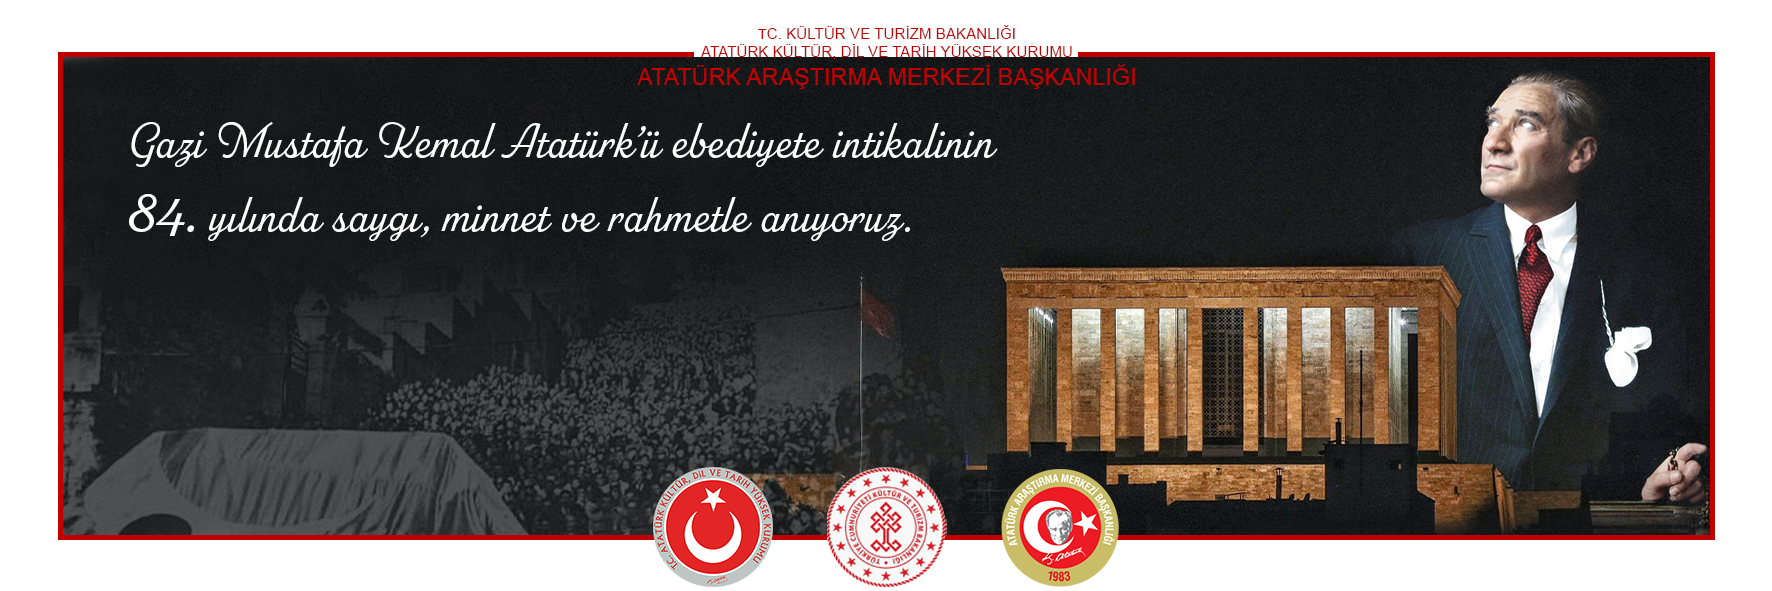 TC. KÜLTÜR VE TURİZM BAKANLIĞI
ATATÜRK KÜLTÜR, DİL VE TARİH YÜKSEK KURUMU
ATATÜRK ARAŞTIRMA MERKEZİ BAŞKANLIĞI
Gazi Mustafa Kemal Atatürk'ü ebediyete intikalinin
84. yılında saygı, minnet ve rahmetle anıyoruz.
T.C. ATATÜRK KÜLTÜR, DİL VE TARİH YÜKSEK KURUMU
TÜRKİYE CUMHURİYETİ KÜLTÜR VE TURİZM BAKANLIĞI
ATATÜRK ARAŞTIRMA MERKEZİ BAŞKANLIĞI
K. Atatürk
1983